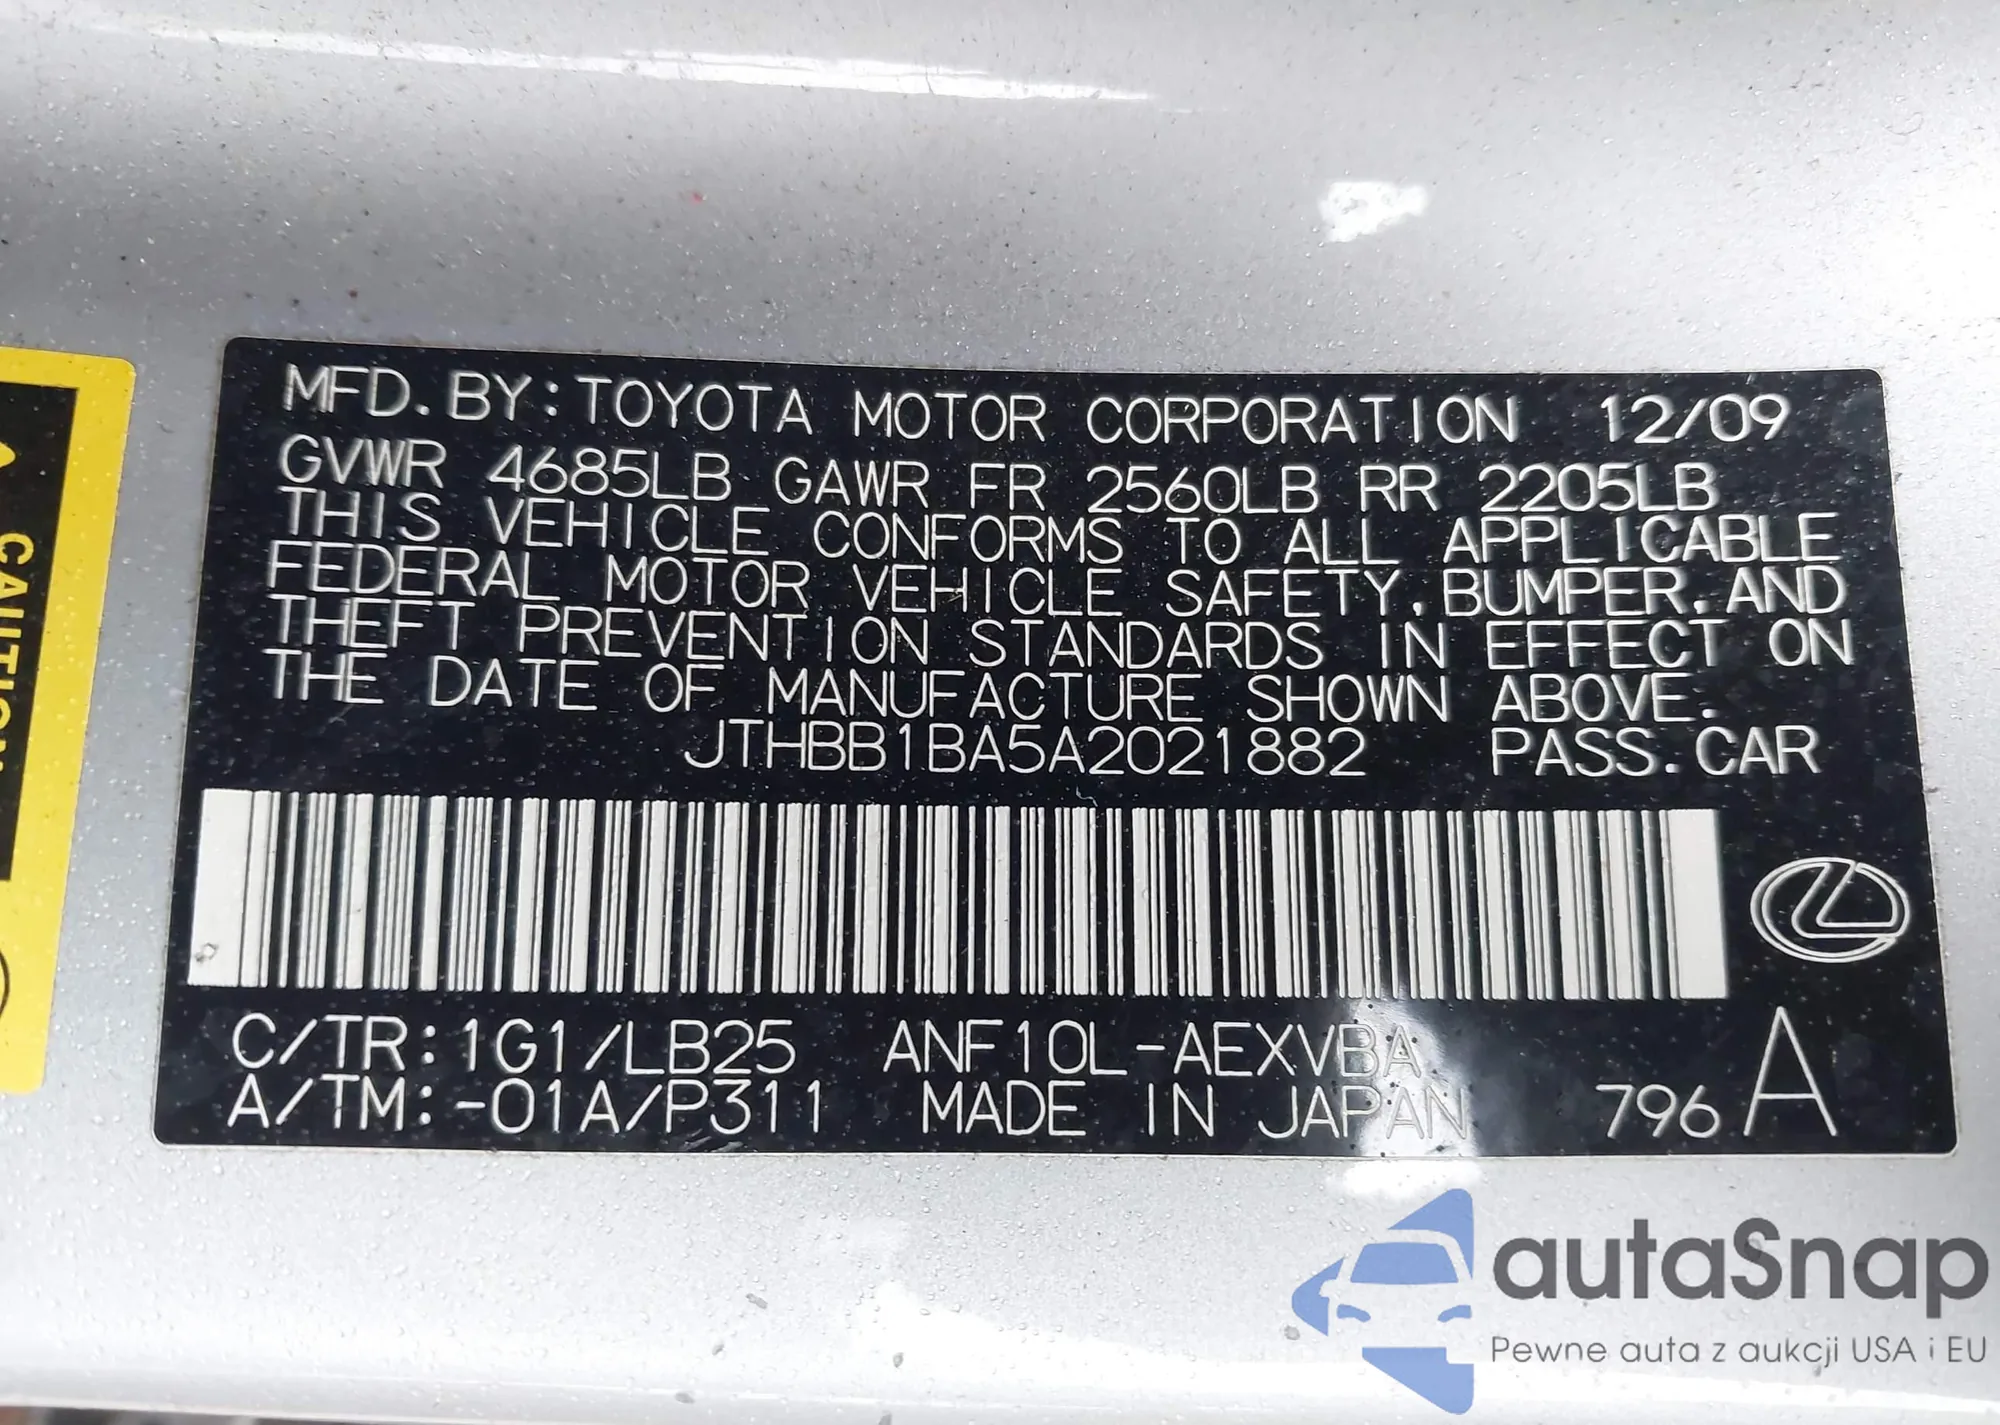 MFD. BY: TOYOTA MOTOR CORPORATION 12/09
GVWR 4685LB GAWR FR 2560LB RR 2205LB
THIS VEHICLE CONFORMS TO ALL APPLICABLE
FEDERAL MOTOR VEHICLE SAFETY, BUMPER, AND
THEFT PREVENTION STANDARDS IN EFFECT ON
THE DATE OF MANUFACTURE SHOWN ABOVE.
JTHBB1BA5A2021882 PASS. CAR
C/TR: 1G1/LB25 ANF10L-AEXVBA
A/TM: -01A/P311 MADE IN JAPAN 796 A
CAUTION
autaSnap
Pewne auta z aukcji USA i EU